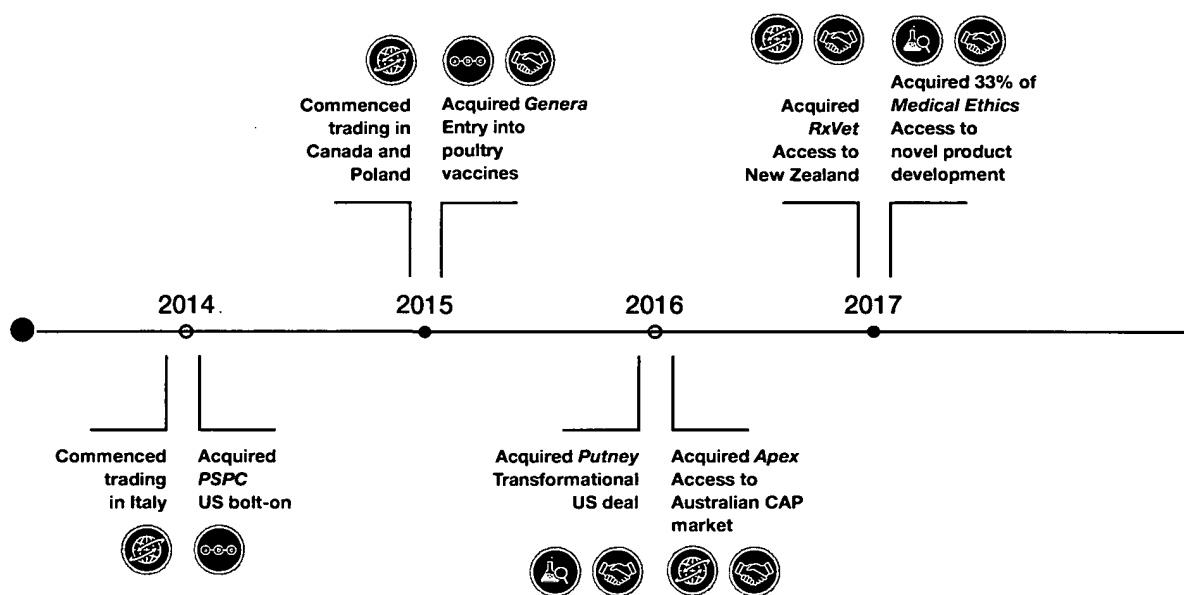 Commenced
trading in
Canada and
Poland
Acquired Genera
Entry into
poultry
vaccines
Acquired
RxVet
Access to
New Zealand
Acquired 33% of
Medical Ethics
Access to
novel product
development
2014
2015
2016
2017
Commenced
trading
in Italy
Acquired
PSPC
US bolt-on
Acquired Putney
Transformational
US deal
Acquired Apex
Access to
Australian CAP
market